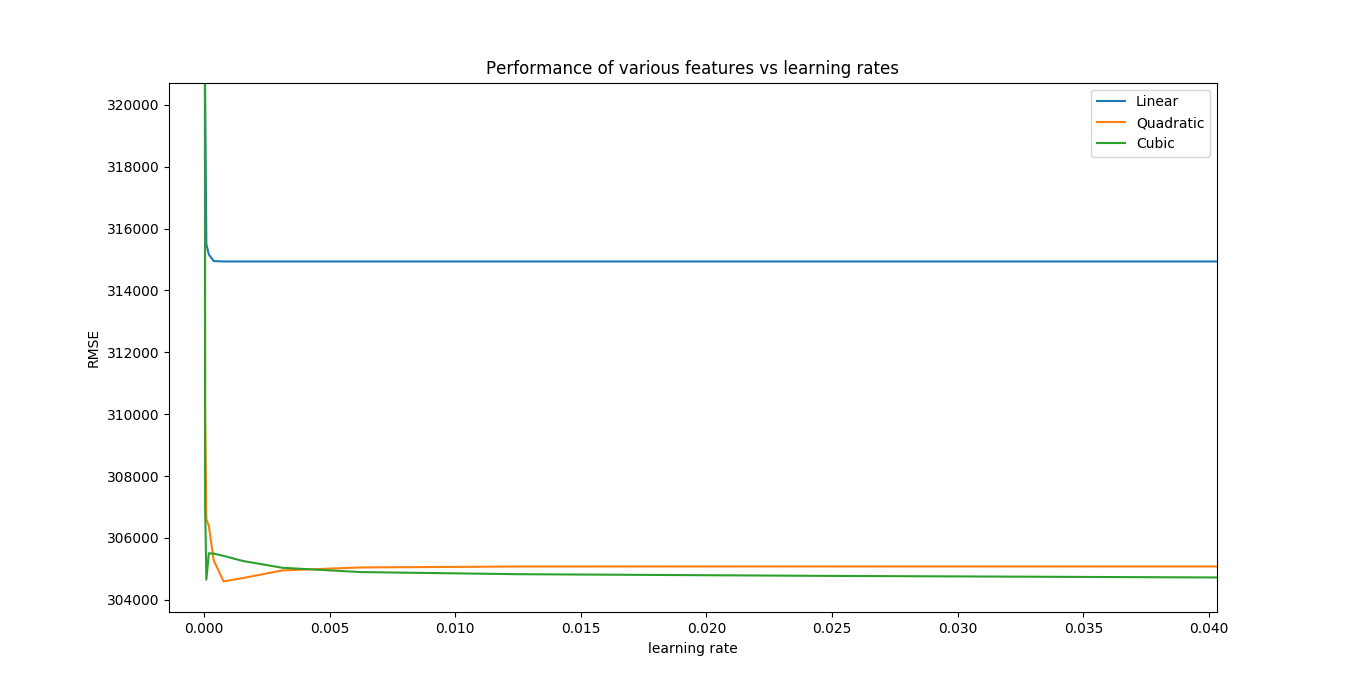 Performance of various features vs learning rates
Linear
Quadratic
Cubic
RMSE
320000
318000
316000
314000
312000
310000
308000
306000
304000
0.000 0.005 0.010 0.015 0.020 0.025 0.030 0.035 0.040
learning rate